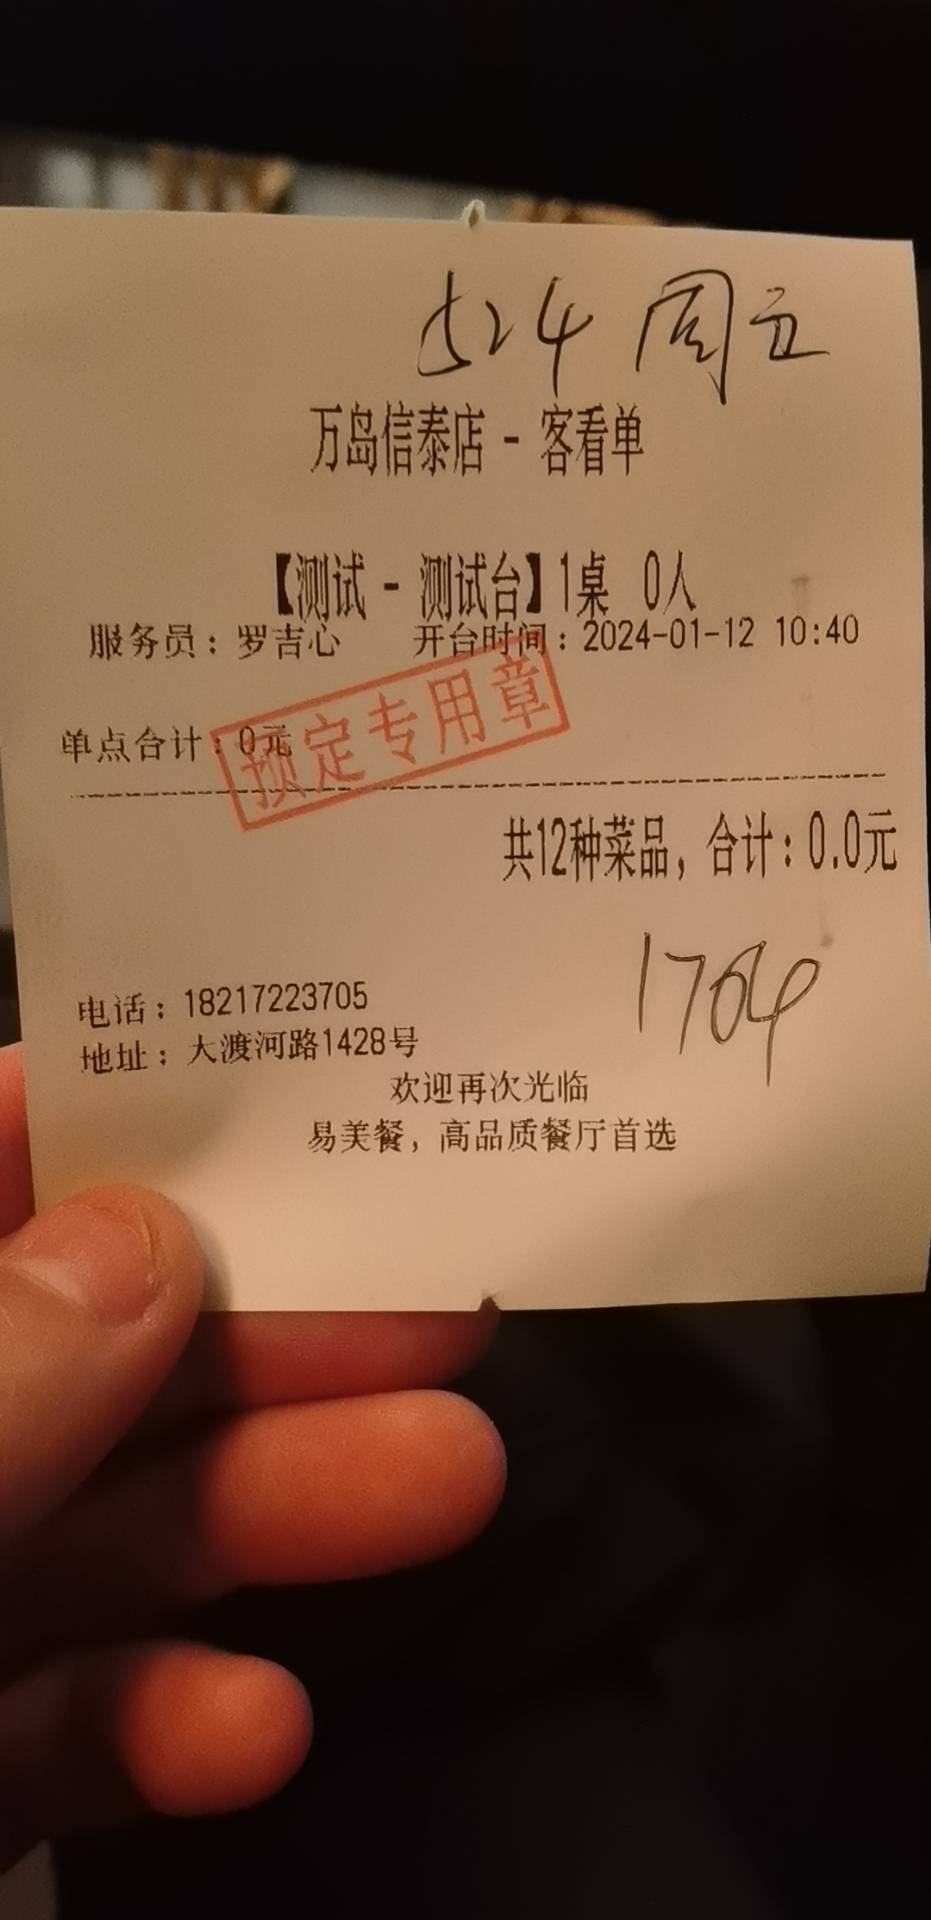 524 周五
万岛信泰店 - 客看单
【测试 - 测试台】1桌 0人
服务员：罗吉心 开台时间：2024-01-12 10:40
单点合计：0元
预定专用章
共12种菜品，合计：0.0元
1704
电话：18217223705
地址：大渡河路1428号
欢迎再次光临
易美餐，高品质餐厅首选